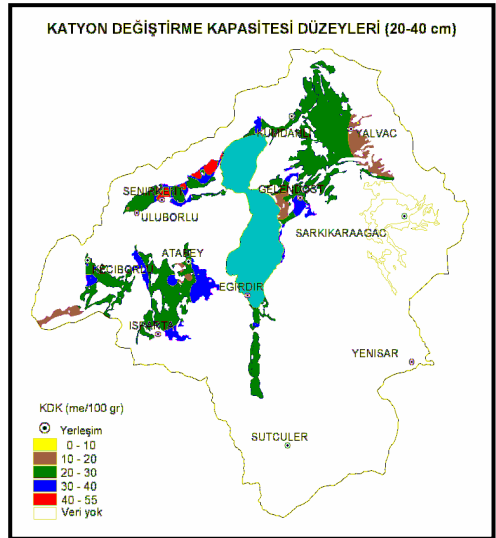 KATYON DEĞİŞTİRME KAPASİTESİ DÜZEYLERİ (20-40 cm)
KUMDANLI
YALVAC
SENIRKENT
GELENDOST
ULUBORLU
SARKIKARAAGAC
ATABEY
KECIBORLU
EGIRDIR
ISPARTA
YENISAR
SUTCULER
KDK (me/100 gr)
Yerleşim
0 - 10
10 - 20
20 - 30
30 - 40
40 - 55
Veri yok